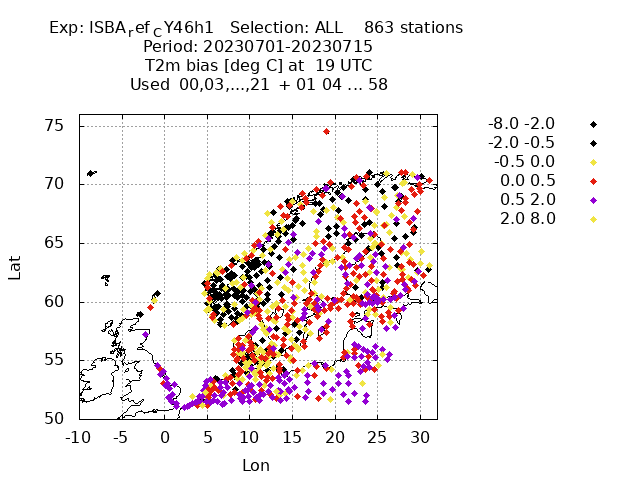 Exp: ISBA_ref_CY46h1 Selection: ALL 863 stations
Period: 20230701-20230715
T2m bias [deg C] at 19 UTC
Used 00,03,...,21 + 01 04 ... 58
-8.0 -2.0
-2.0 -0.5
-0.5 0.0
0.0 0.5
0.5 2.0
2.0 8.0
75
70
65
60
55
50
Lat
-10 -5 0 5 10 15 20 25 30
Lon